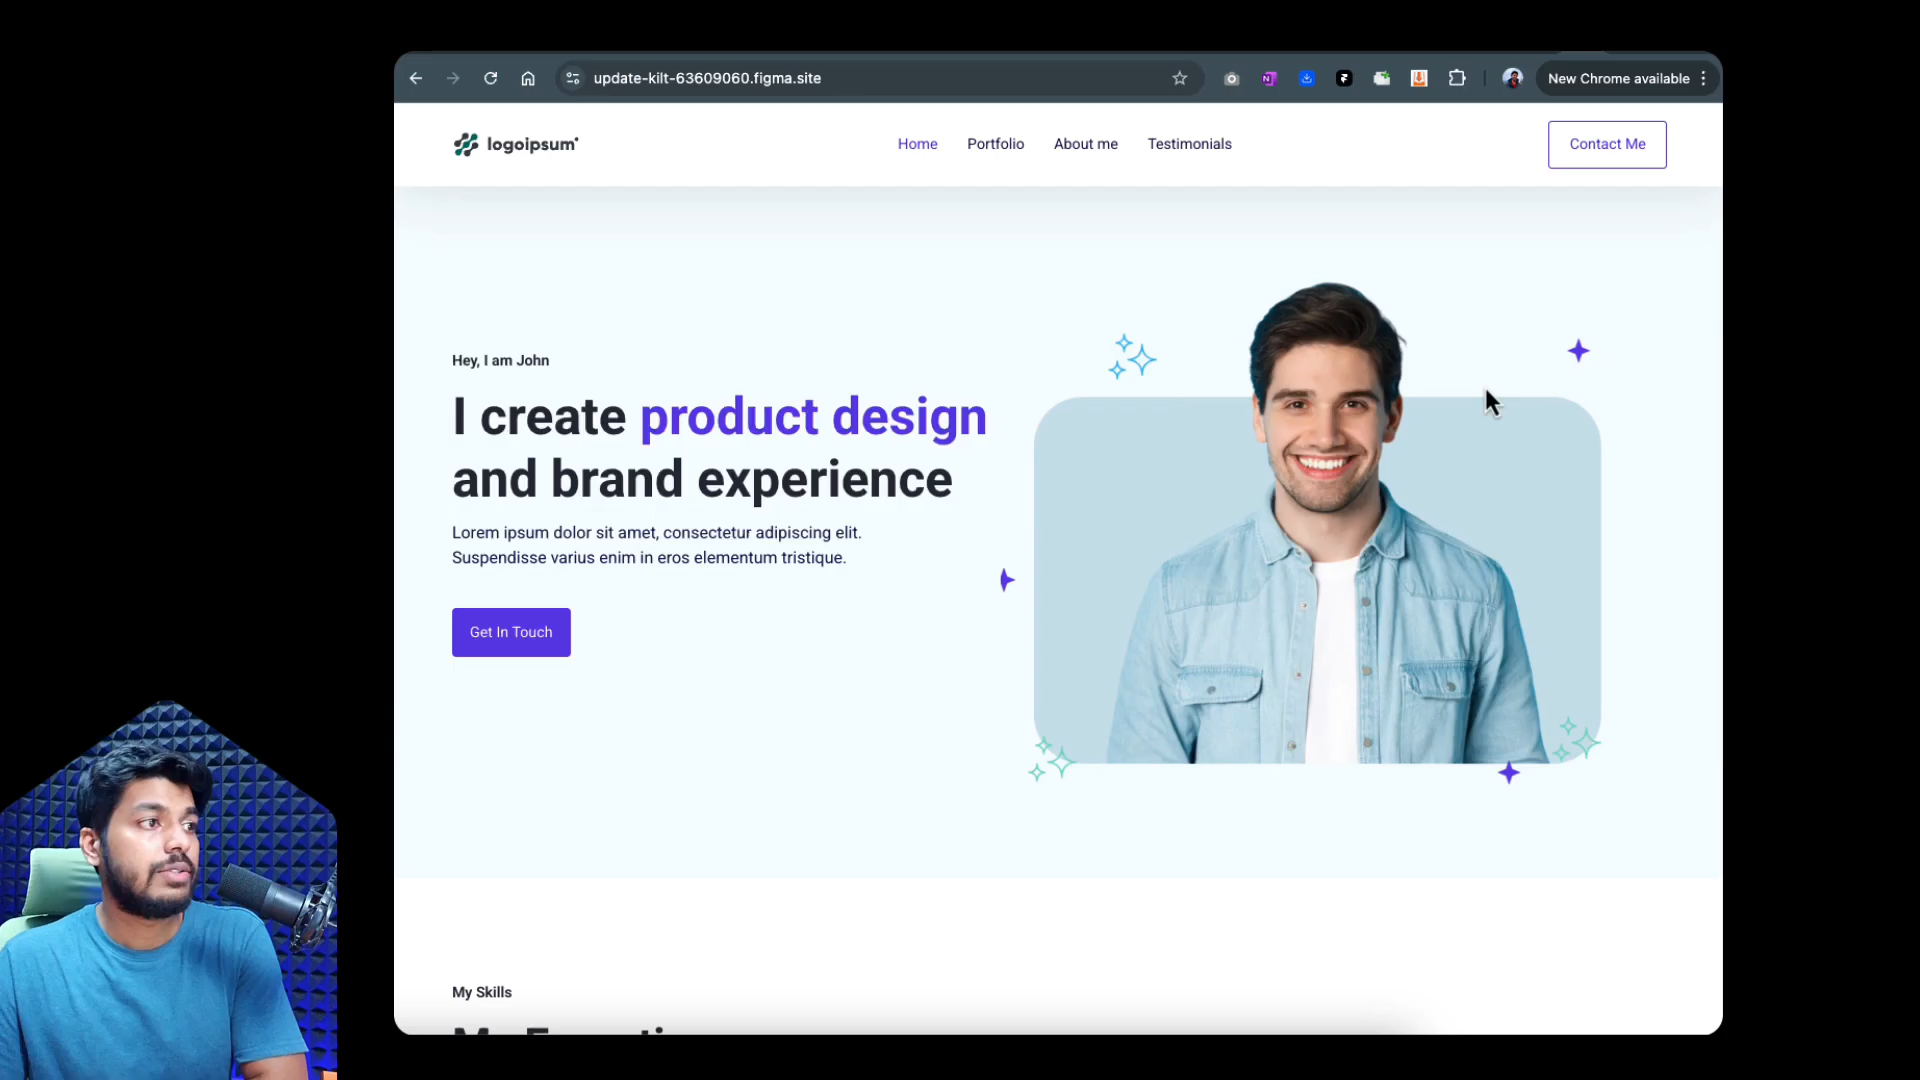 update-kilt-63609060.figma.site
New Chrome available
logoipsum
Home
Portfolio
About me
Testimonials
Contact Me
Hey, I am John
I create product design
and brand experience
Lorem ipsum dolor sit amet, consectetur adipiscing elit.
Suspendisse varius enim in eros elementum tristique.
Get In Touch
My Skills